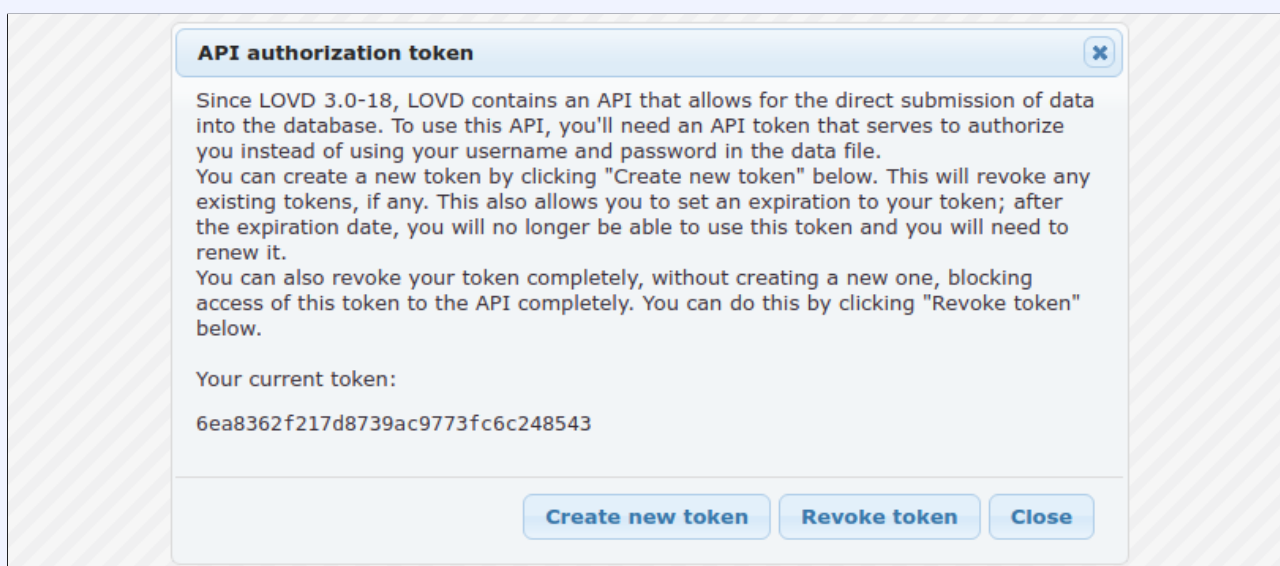 API authorization token
Since LOVD 3.0-18, LOVD contains an API that allows for the direct submission of data
into the database. To use this API, you'll need an API token that serves to authorize
you instead of using your username and password in the data file.
You can create a new token by clicking "Create new token" below. This will revoke any
existing tokens, if any. This also allows you to set an expiration to your token; after
the expiration date, you will no longer be able to use this token and you will need to
renew it.
You can also revoke your token completely, without creating a new one, blocking
access of this token to the API completely. You can do this by clicking "Revoke token"
below.
Your current token:
6ea8362f217d8739ac9773fc6c248543
Create new token
Revoke token
Close